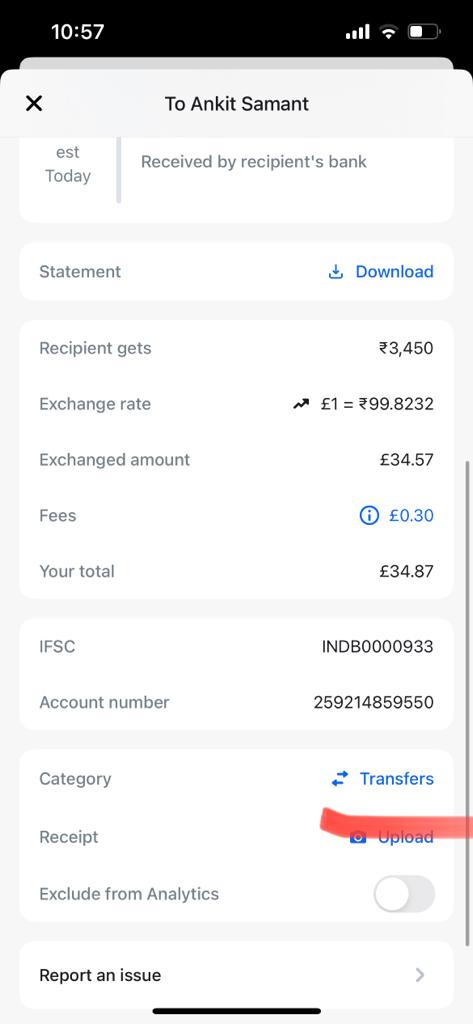 10:57
To Ankit Samant
est
Today
Received by recipient's bank
Statement Download
Recipient gets ₹3,450
Exchange rate £1 = ₹99.8232
Exchanged amount £34.57
Fees £0.30
Your total £34.87
IFSC INDB0000933
Account number 259214859550
Category Transfers
Receipt Upload
Exclude from Analytics
Report an issue